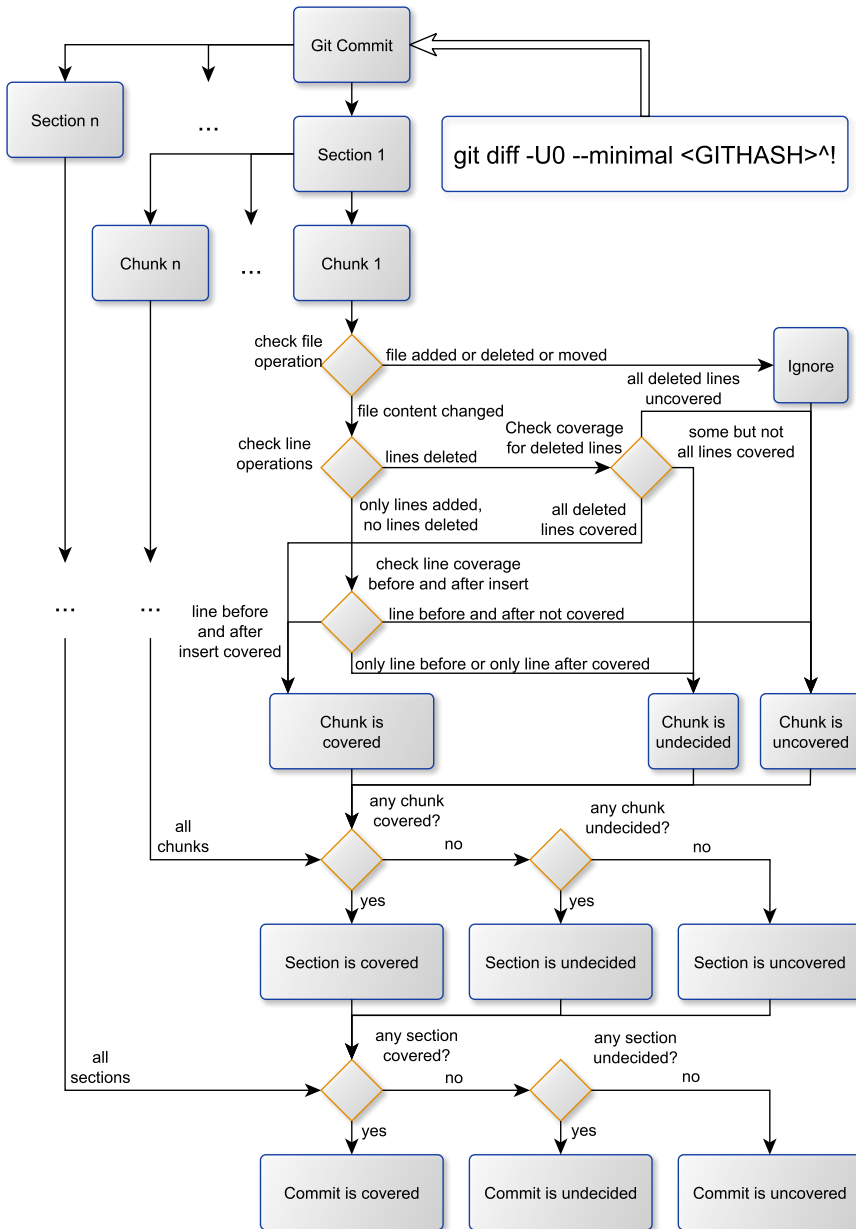 Git Commit
Section n
...
Section 1
git diff -U0 --minimal <GITHASH>^!
Chunk n
...
Chunk 1
check file
operation
file added or deleted or moved
Ignore
all deleted lines
uncovered
file content changed
Check coverage
for deleted lines
some but not
all lines covered
check line
operations
lines deleted
only lines added,
no lines deleted
all deleted
lines covered
check line coverage
before and after insert
...
...
line before
and after
insert covered
line before and after not covered
only line before or only line after covered
Chunk is
covered
Chunk is
undecided
Chunk is
uncovered
any chunk
covered?
any chunk
undecided?
all
chunks
no
no
yes
yes
Section is covered
Section is undecided
Section is uncovered
any section
covered?
any section
undecided?
all
sections
no
no
yes
yes
Commit is covered
Commit is undecided
Commit is uncovered